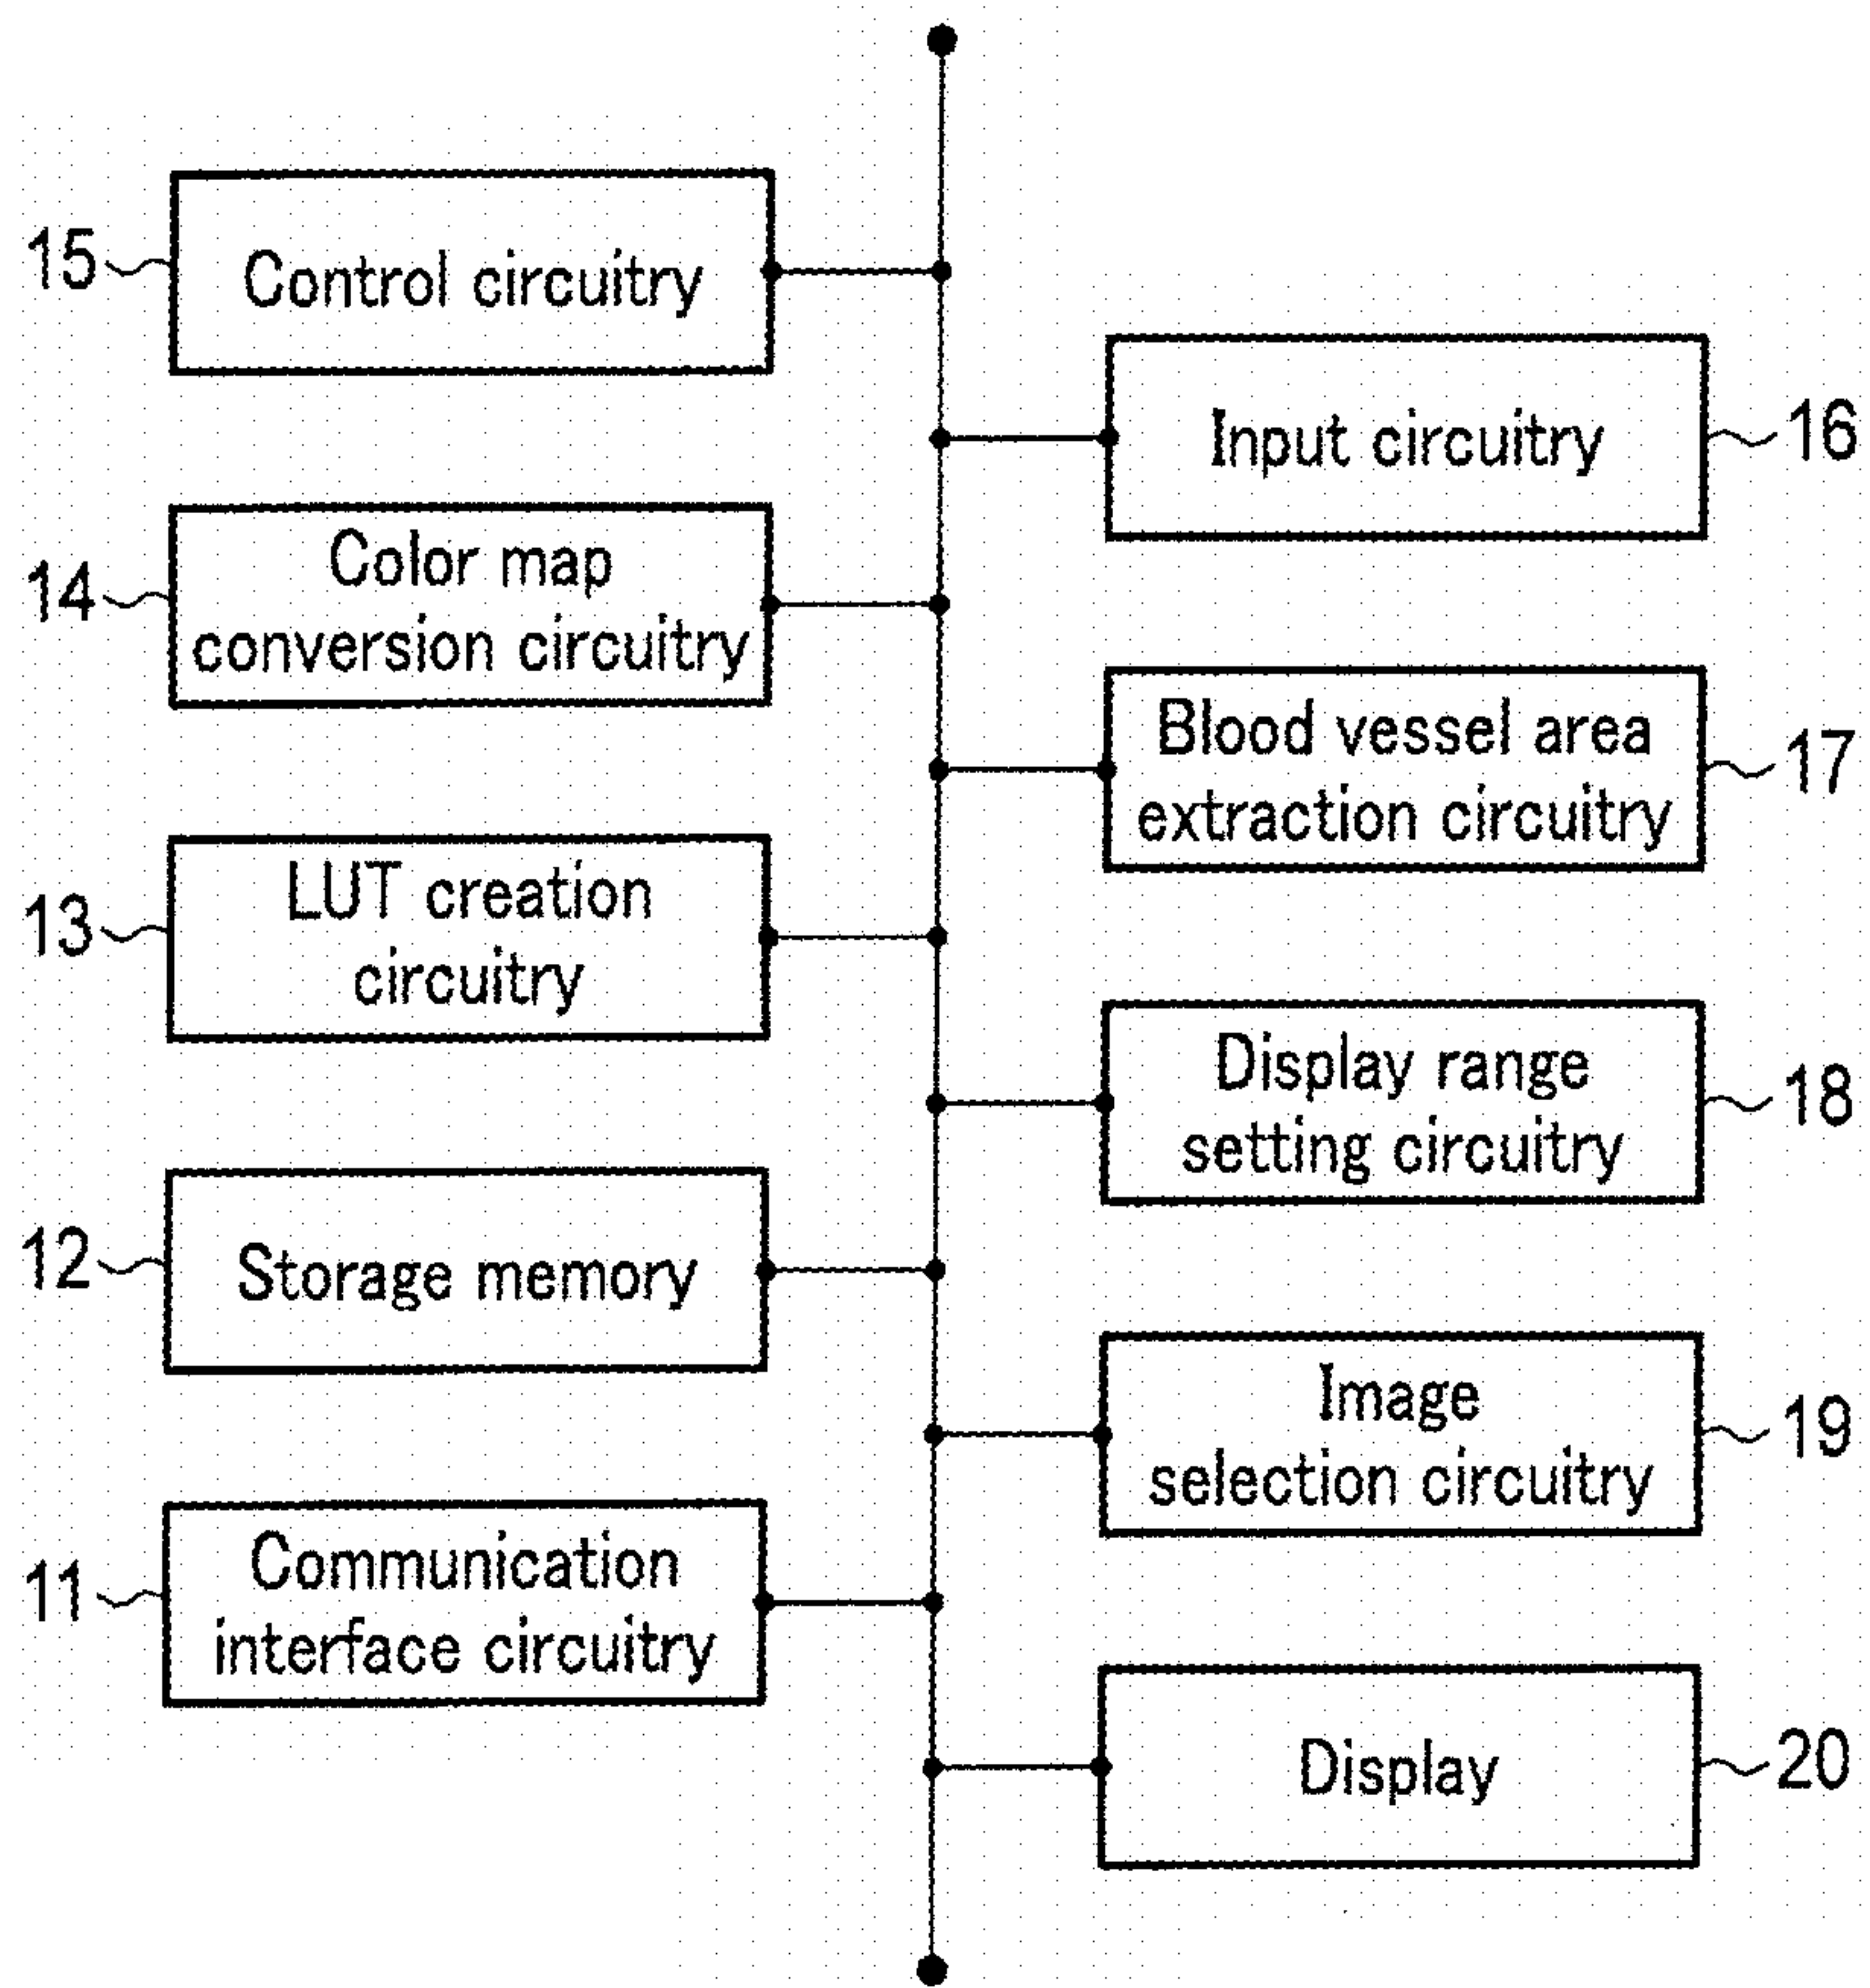 15
Control circuitry
16
Input circuitry
14
Color map
conversion circuitry
17
Blood vessel area
extraction circuitry
13
LUT creation
circuitry
18
Display range
setting circuitry
12
Storage memory
19
Image
selection circuitry
11
Communication
interface circuitry
20
Display